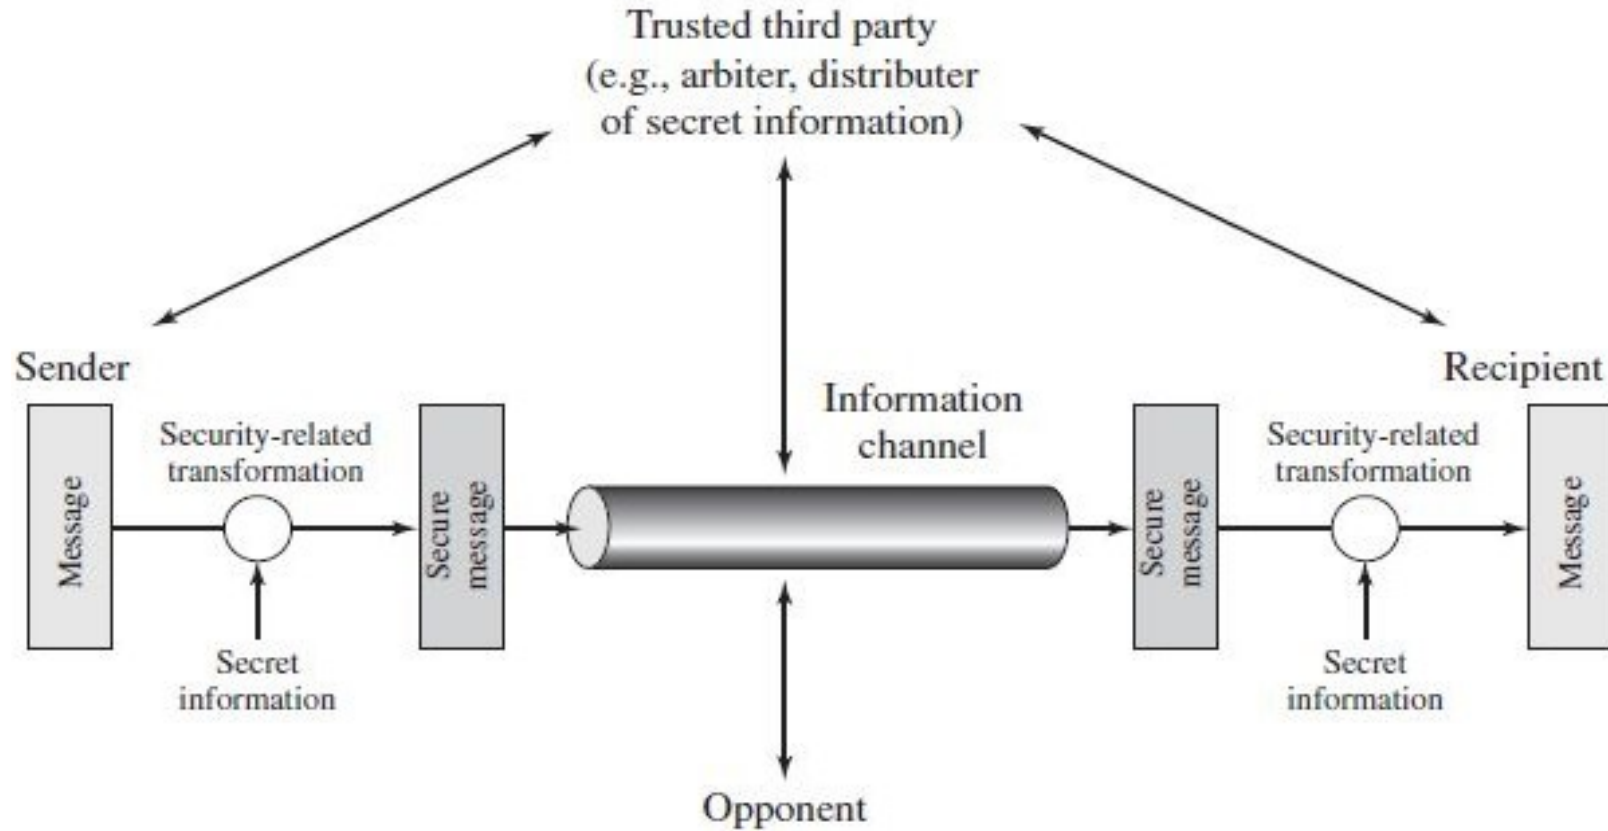 Trusted third party
(e.g., arbiter, distributer
of secret information)
Sender
Recipient
Information
channel
Security-related
transformation
Security-related
transformation
Message
Secure
message
Secure
message
Message
Secret
information
Secret
information
Opponent